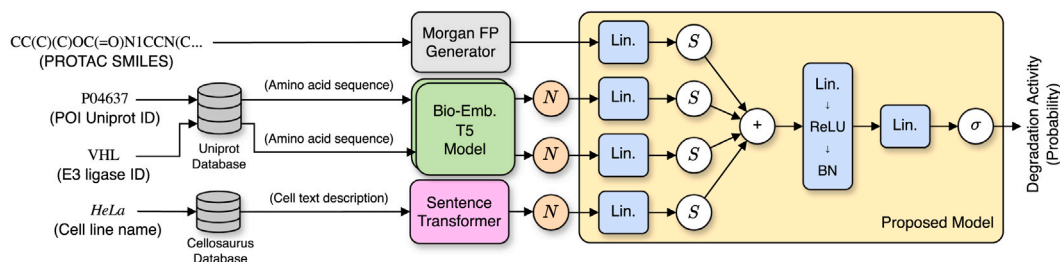 CC(C)(C)OC(=O)N1CCN(C...
(PROTAC SMILES)
Morgan FP
Generator
Lin.
S
P04637
(POI Uniprot ID)
VHL
(E3 ligase ID)
Uniprot
Database
(Amino acid sequence)
(Amino acid sequence)
Bio-Emb.
T5
Model
N
Lin.
S
N
Lin.
S
HeLa
(Cell line name)
Cellosaurus
Database
(Cell text description)
Sentence
Transformer
N
Lin.
S
+
Lin.
↓
ReLU
↓
BN
Lin.
σ
Proposed Model
Degradation Activity
(Probability)